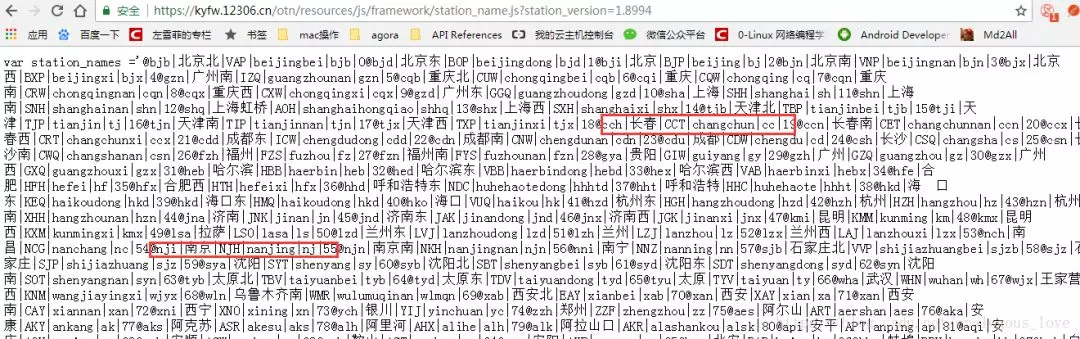 安全 | https://kyfw.12306.cn/otn/resources/js/framework/station_name.js?station_version=1.8994
应用 百度一下 左雪菲的天空 ★ 书签 mac操作 agora API References 我的云主机控制台 微信公众平台 0-Linux 网络编程学 Android Developer Md2All
var station_names ='@bjb|北京北|VAP|beijingbei|bjb|0@bjd|北京东|BOP|beijingdong|bjd|1@bji|北京|BJP|beijing|bj|2@bjn|北京南|VNP|beijingnan|bjn|3@bjx|北京
西|BXP|beijingxi|bjx|4@gzn|广州南|IZQ|guangzhounan|gzn|5@cqb|重庆北|CUW|chongqingbei|cqb|6@cqi|重庆|CQW|chongqing|cq|7@cqn|重庆
南|CRW|chongqingnan|cqn|8@cqx|重庆西|CXW|chongqingxi|cqx|9@gzd|广州东|GGQ|guangzhoudong|gzd|10@sha|上海|SHH|shanghai|sh|11@shn|上海
南|SNH|shanghainan|shn|12@shq|上海虹桥|AOH|shanghaihongqiao|shhq|13@shx|上海西|SXH|shanghaixi|shx|14@tjb|天津北|TBP|tianjinbei|tjb|15@tji|天
津|TJP|tianjin|tj|16@tjn|天津南|TIP|tianjinnan|tjn|17@tjx|天津西|TXP|tianjinxi|tjx|18@cch|长春|CCT|changchun|cc|19@ccn|长春南|CET|changchunnan|ccn|20@ccx|长
春西|CRT|changchunxi|ccx|21@cdd|成都东|ICW|chengdudong|cdd|22@cdn|成都南|CNW|chengdunan|cdn|23@cdu|成都|CDW|chengdu|cd|24@csh|长沙|CSQ|changsha|cs|25@csn|长
沙南|CWQ|changshanan|csn|26@fzh|福州|FZS|fuzhou|fz|27@fzn|福州南|FYS|fuzhounan|fzn|28@gya|贵阳|GIW|guiyang|gy|29@gzh|广州|GZQ|guangzhou|gz|30@gzx|广州
西|GXQ|guangzhouxi|gzx|31@heb|哈尔滨|HBB|haerbin|heb|32@hed|哈尔滨东|VBB|haerbindong|hebd|33@hex|哈尔滨西|VAB|haerbinxi|hebx|34@hfe|合
肥|HFH|hefei|hf|35@hfx|合肥西|HTH|hefeixi|hfx|36@hhd|呼和浩特东|NDC|huhehaotedong|hhhtd|37@hht|呼和浩特|HHC|huhehaote|hhht|38@hkd|海　口
东|KEQ|haikoudong|hkd|39@hkd|海口东|HMQ|haikoudong|hkd|40@hko|海口|VUQ|haikou|hk|41@hzd|杭州东|HGH|hangzhoudong|hzd|42@hzh|杭州|HZH|hangzhou|hz|43@hzn|杭州
南|XHH|hangzhounan|hzn|44@jna|济南|JNK|jinan|jn|45@jnd|济南东|JAK|jinandong|jnd|46@jnx|济南西|JGK|jinanxi|jnx|47@kmi|昆明|KMM|kunming|km|48@kmx|昆明
西|KXM|kunmingxi|kmx|49@lsa|拉萨|LSO|lasa|ls|50@lzd|兰州东|LVJ|lanzhoudong|lzd|51@lzh|兰州|LZJ|lanzhou|lz|52@lzx|兰州西|LAJ|lanzhouxi|lzx|53@nch|南
昌|NCG|nanchang|nc|54@nji|南京|NJH|nanjing|nj|55@njn|南京南|NKH|nanjingnan|njn|56@nni|南宁|NNZ|nanning|nn|57@sjb|石家庄北|VVP|shijiazhuangbei|sjzb|58@sjz|石
家庄|SJP|shijiazhuang|sjz|59@sya|沈阳|SYT|shenyang|sy|60@syb|沈阳北|SBT|shenyangbei|syb|61@syd|沈阳东|SDT|shenyangdong|syd|62@syn|沈阳
南|SOT|shenyangnan|syn|63@tyb|太原北|TBV|taiyuanbei|tyb|64@tyd|太原东|TDV|taiyuandong|tyd|65@tyu|太原|TYV|taiyuan|ty|66@wha|武汉|WHN|wuhan|wh|67@wjx|王家营
西|KNM|wangjiayingxi|wjyx|68@wln|乌鲁木齐南|WMR|wulumuqinan|wlmqn|69@xab|西安北|EAY|xianbei|xab|70@xan|西安|XAY|xian|xa|71@xan|西安
南|CAY|xiannan|xan|72@xni|西宁|XNO|xining|xn|73@ych|银川|YIJ|yinchuan|yc|74@zzh|郑州|ZZF|zhengzhou|zz|75@aes|阿尔山|ART|aershan|aes|76@aka|安
康|AKY|ankang|ak|77@aks|阿克苏|ASR|akesu|aks|78@alh|阿里河|AHX|alihe|alh|79@alk|阿拉山口|AKR|alashankou|alsk|80@api|安平|APT|anping|ap|81@aqi|安